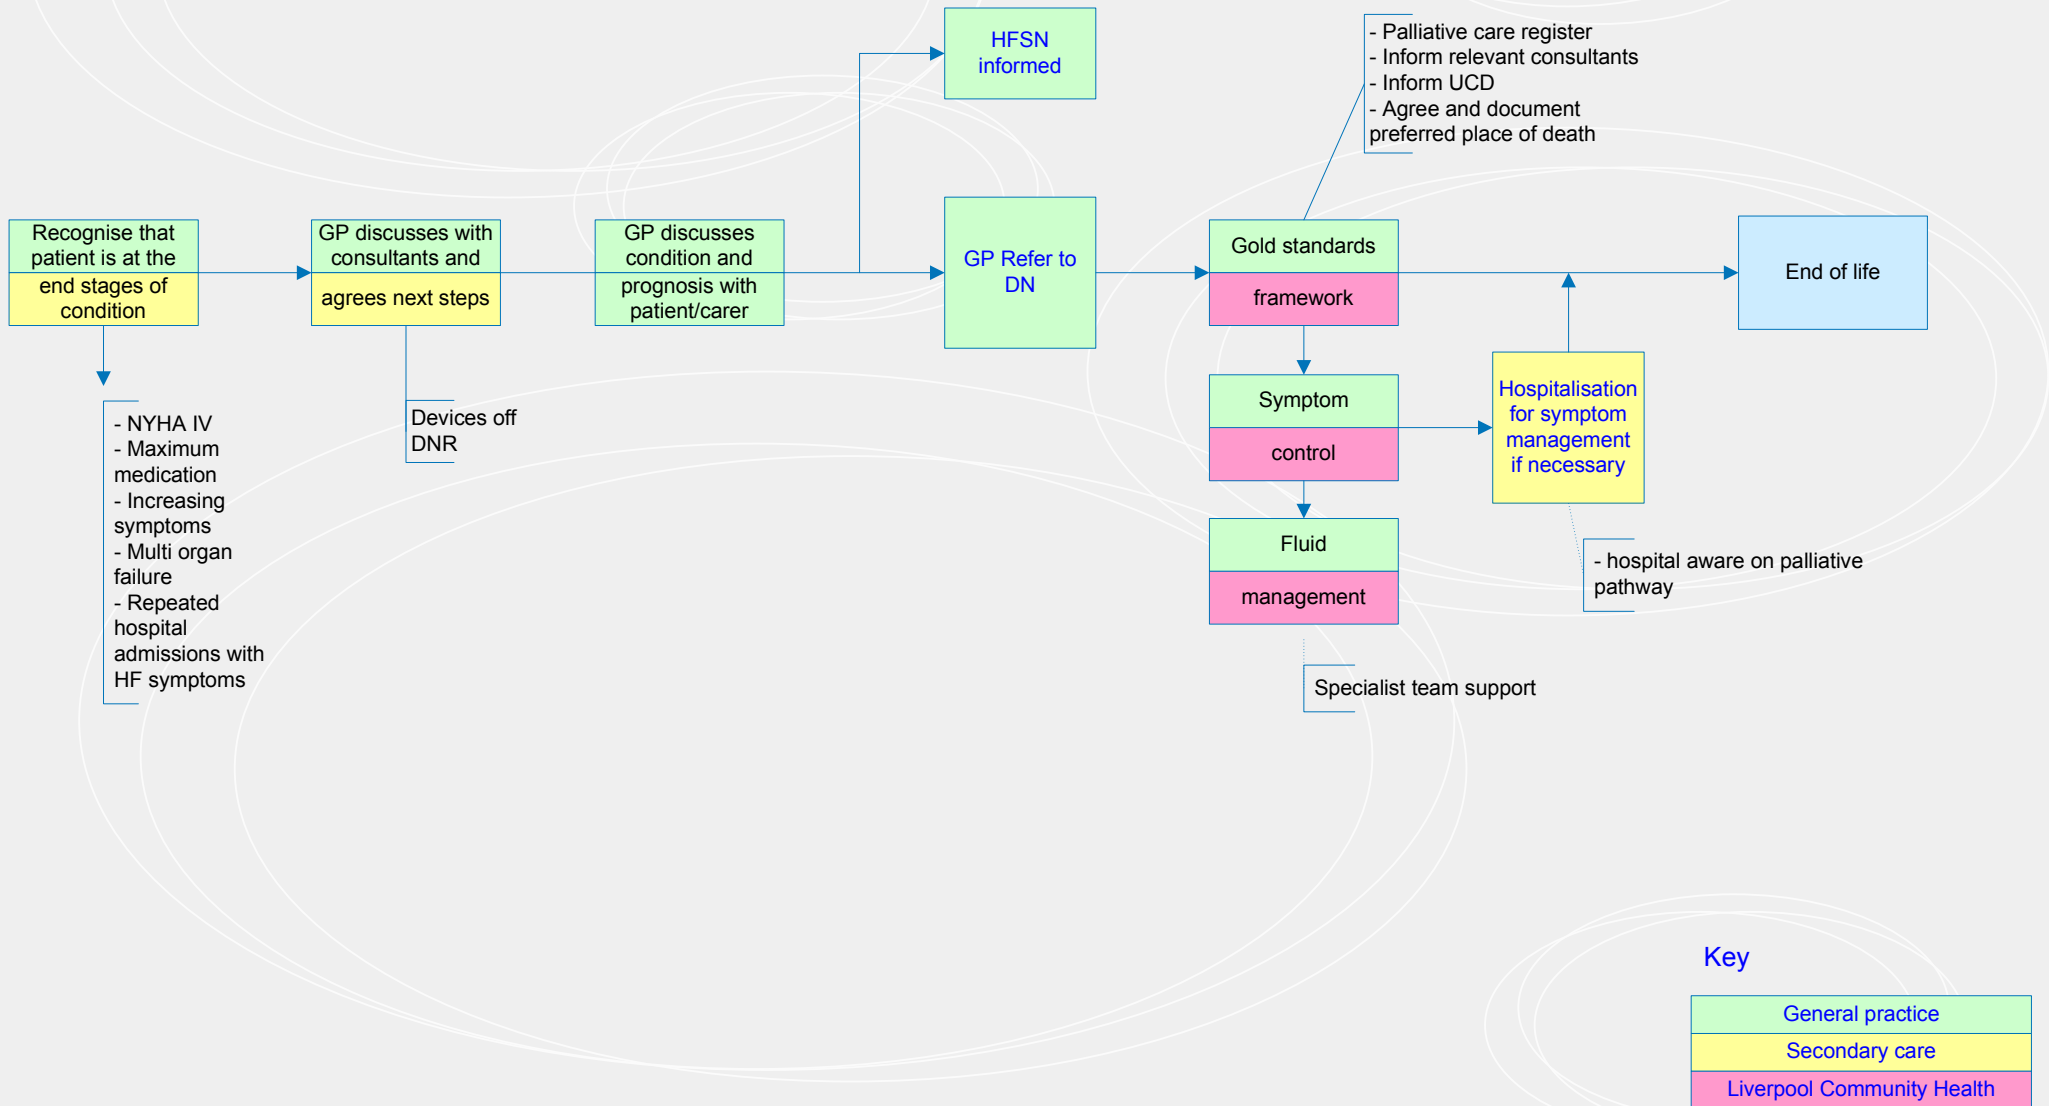 HFSN
informed
- Palliative care register
- Inform relevant consultants
- Inform UCD
- Agree and document
preferred place of death
Recognise that
patient is at the
end stages of
condition
GP discusses with
consultants and
agrees next steps
GP discusses
condition and
prognosis with
patient/carer
GP Refer to
DN
Gold standards
framework
End of life
- NYHA IV
- Maximum
medication
- Increasing
symptoms
- Multi organ
failure
- Repeated
hospital
admissions with
HF symptoms
Devices off
DNR
Symptom
control
Hospitalisation
for symptom
management
if necessary
Fluid
management
- hospital aware on palliative
pathway
Specialist team support
Key
General practice
Secondary care
Liverpool Community Health